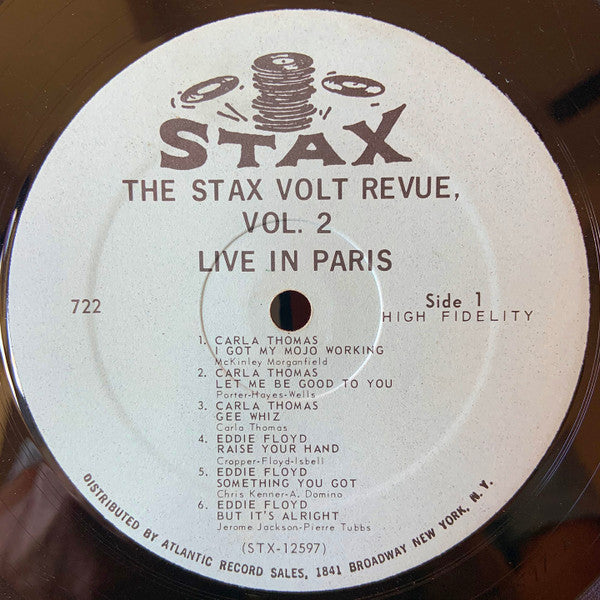 STAX
THE STAX VOLT REVUE,
VOL. 2
LIVE IN PARIS
722
Side 1
HIGH FIDELITY
1. CARLA THOMAS
I GOT MY MOJO WORKING
McKinley Morganfield
2. CARLA THOMAS
LET ME BE GOOD TO YOU
Porter-Hayes-Wells
3. CARLA THOMAS
GEE WHIZ
Carla Thomas
4. EDDIE FLOYD
RAISE YOUR HAND
Cropper-Floyd-Isbell
5. EDDIE FLOYD
SOMETHING YOU GOT
Chris Kenner-A. Domino
6. EDDIE FLOYD
BUT IT'S ALRIGHT
Jerome Jackson-Pierre Tubbs
(STX-12597)
DISTRIBUTED BY ATLANTIC RECORD SALES, 1841 BROADWAY NEW YORK, N. Y.